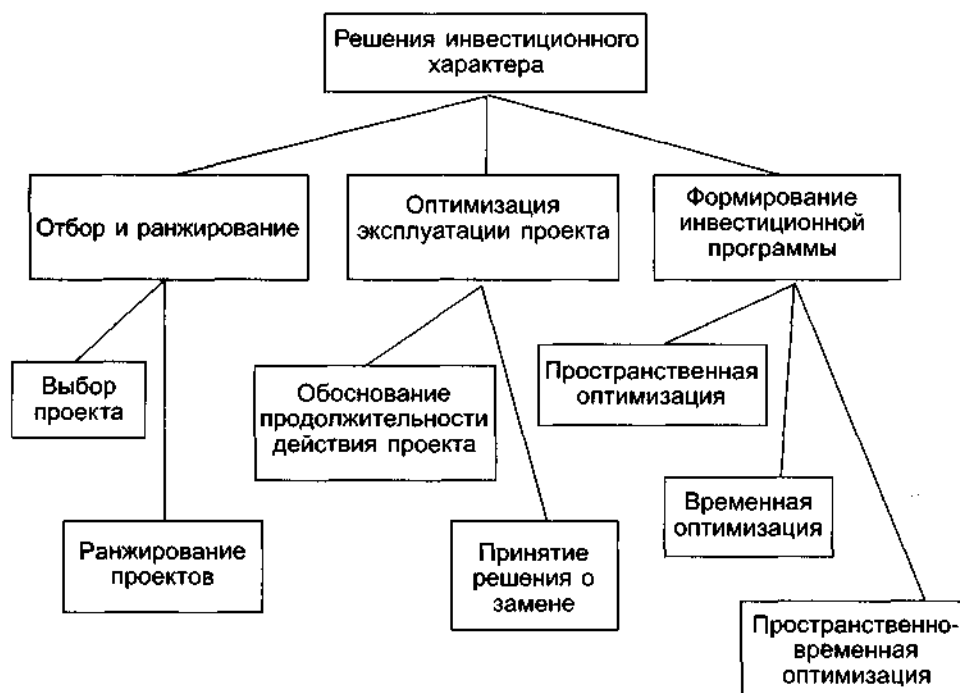 Решения инвестиционного
характера
Отбор и ранжирование
Оптимизация
эксплуатации проекта
Формирование
инвестиционной
программы
Выбор
проекта
Обоснование
продолжительности
действия проекта
Пространственная
оптимизация
Ранжирование
проектов
Принятие
решения о
замене
Временная
оптимизация
Пространственно-
временная
оптимизация